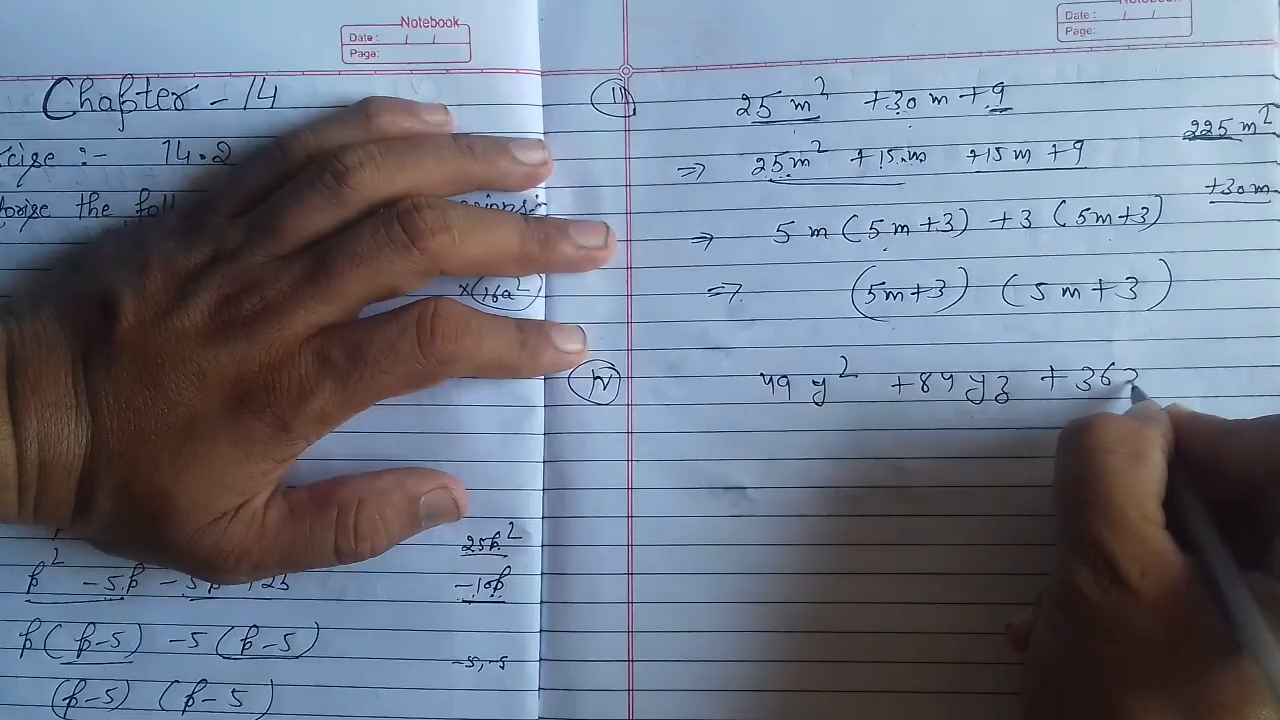 Notebook
Date : / /
Page:
Chapter - 14
cise :- 14.2
orize the foll
×(16a²)
25p²
p² - 5p - 5p + 25
-10p
p(p-5) -5(p-5)
-5,-5
(p-5) (p-5)
Date : / /
Page:
25m² +30m +9
225m²
⇒ 25m² +15m +15m +9
+30m
⇒ 5m(5m+3) +3(5m+3)
⇒ (5m+3) (5m+3)
iv 49y² +84yz +36z